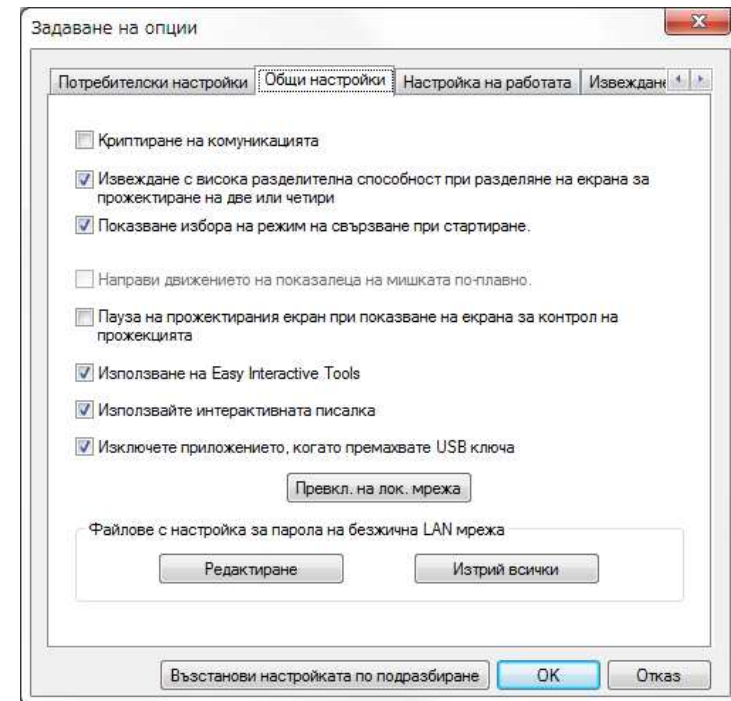 Задаване на опции
Потребителски настройки Общи настройки Настройка на работата Извеждане
Криптиране на комуникацията
Извеждане с висока разделителна способност при разделяне на екрана за
прожектиране на две или четири
Показване избора на режим на свързване при стартиране.
Направи движението на показалеца на мишката по-плавно.
Пауза на прожектирания екран при показване на екрана за контрол на
прожекцията
Използване на Easy Interactive Tools
Използвайте интерактивната писалка
Изключете приложението, когато премахвате USB ключа
Превкл. на лок. мрежа
Файлове с настройка за парола на безжична LAN мрежа
Редактиране Изтрий всички
Възстанови настройката по подразбиране OK Отказ